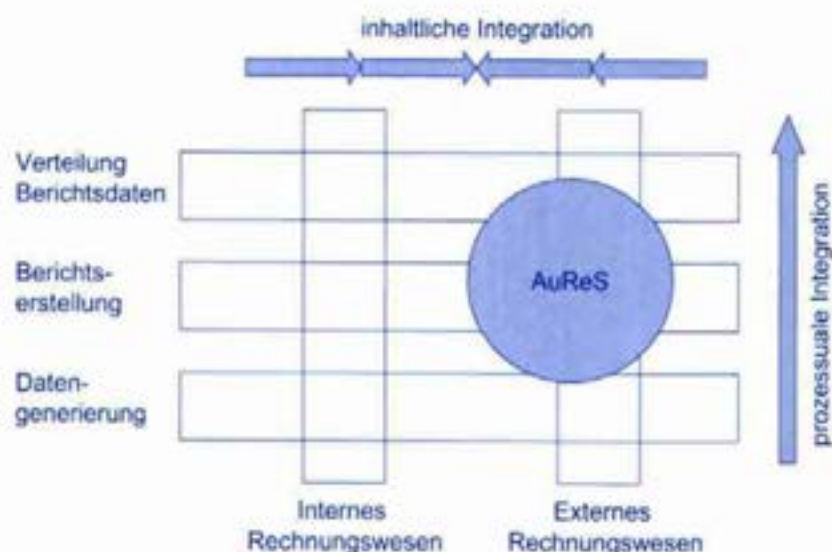 inhaltliche Integration
Verteilung
Berichtsdaten
Berichts-
erstellung
AuReS
Daten-
generierung
prozessuale Integration
Internes
Rechnungswesen
Externes
Rechnungswesen